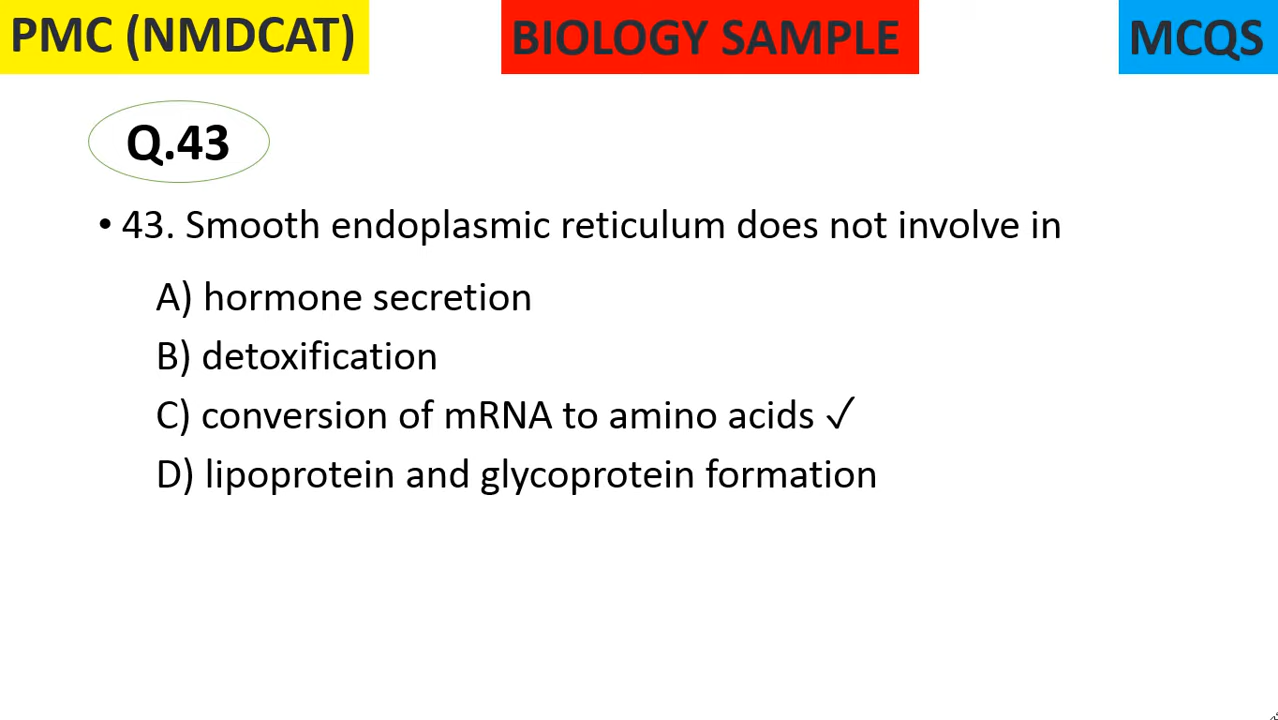 PMC (NMDCAT)
BIOLOGY SAMPLE
MCQS
Q.43
• 43. Smooth endoplasmic reticulum does not involve in
A) hormone secretion
B) detoxification
C) conversion of mRNA to amino acids ✓
D) lipoprotein and glycoprotein formation